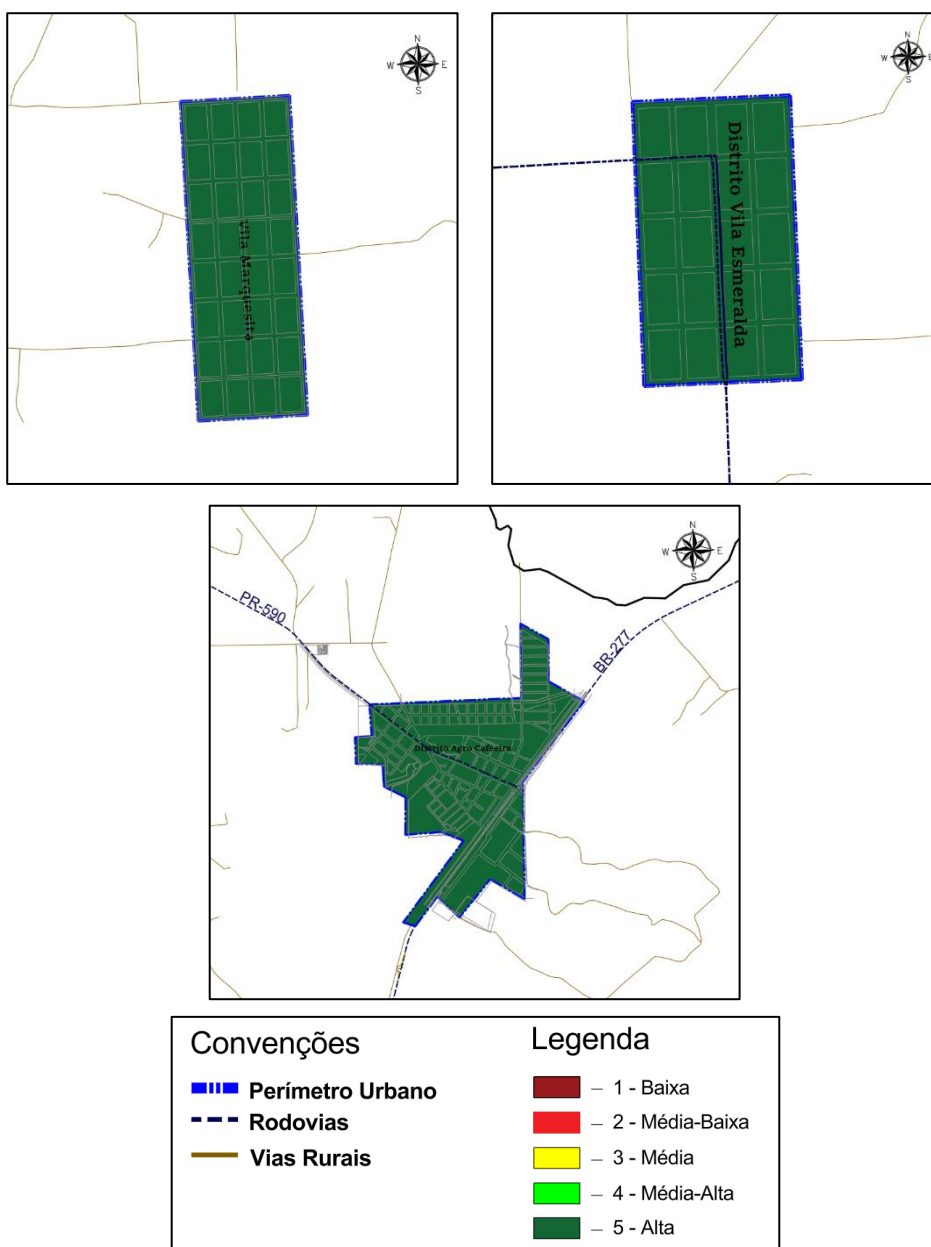 N
W E
S
Vila Marquesita
N
W E
S
Distrito Vila Esmeralda
N
W E
S
PR-590
BR-277
Distrito Agro Cafeeira
Convenções
Perímetro Urbano
Rodovias
Vias Rurais
Legenda
– 1 - Baixa
– 2 - Média-Baixa
– 3 - Média
– 4 - Média-Alta
– 5 - Alta